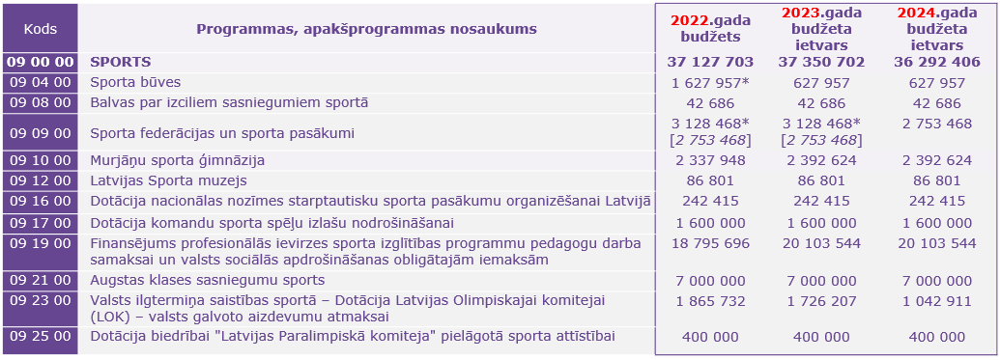 Kods Programmas, apakšprogrammas nosaukums 2022.gada budžets 2023.gada budžeta ietvars 2024.gada budžeta ietvars
09 00 00 SPORTS 37 127 703 37 350 702 36 292 406
09 04 00 Sporta būves 1 627 957* 627 957 627 957
09 08 00 Balvas par izciliem sasniegumiem sportā 42 686 42 686 42 686
09 09 00 Sporta federācijas un sporta pasākumi 3 128 468* 3 128 468* 2 753 468
[2 753 468] [2 753 468]
09 10 00 Murjāņu sporta ģimnāzija 2 337 948 2 392 624 2 392 624
09 12 00 Latvijas Sporta muzejs 86 801 86 801 86 801
09 16 00 Dotācija nacionālas nozīmes starptautisku sporta pasākumu organizēšanai Latvijā 242 415 242 415 242 415
09 17 00 Dotācija komandu sporta spēļu izlašu nodrošināšanai 1 600 000 1 600 000 1 600 000
09 19 00 Finansējums profesionālās ievirzes sporta izglītības programmu pedagogu darba 18 795 696 20 103 544 20 103 544
samaksai un valsts sociālās apdrošināšanas obligātajām iemaksām
09 21 00 Augstas klases sasniegumu sports 7 000 000 7 000 000 7 000 000
09 23 00 Valsts ilgtermiņa saistības sportā – Dotācija Latvijas Olimpiskajai komitejai 1 865 732 1 726 207 1 042 911
(LOK) – valsts galvoto aizdevumu atmaksai
09 25 00 Dotācija biedrībai "Latvijas Paralimpiskā komiteja" pielāgotā sporta attīstībai 400 000 400 000 400 000